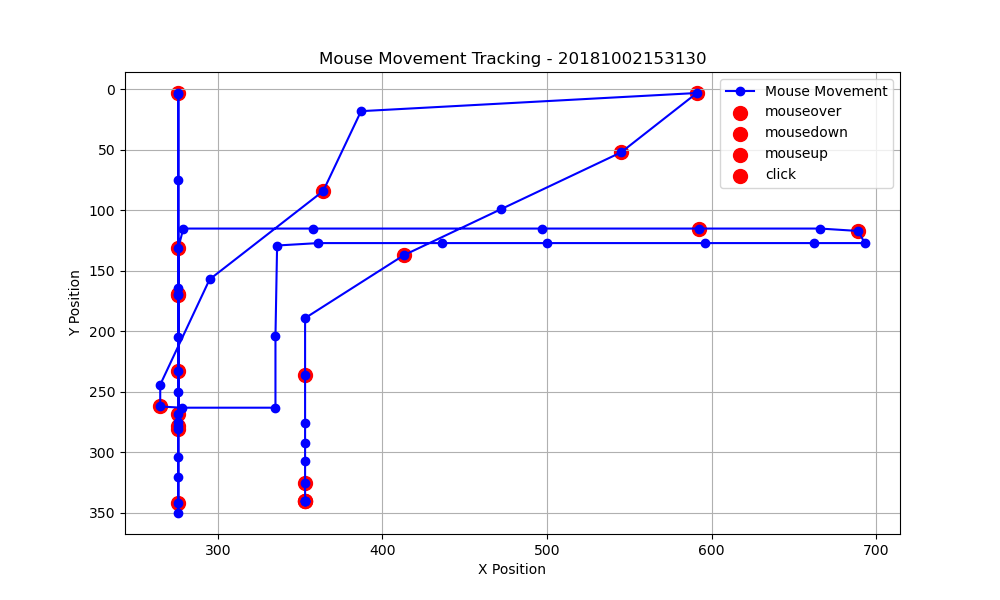 Mouse Movement Tracking - 20181002153130
Mouse Movement
mouseover
mousedown
mouseup
click
Y Position
0
50
100
150
200
250
300
350
300 400 500 600 700
X Position